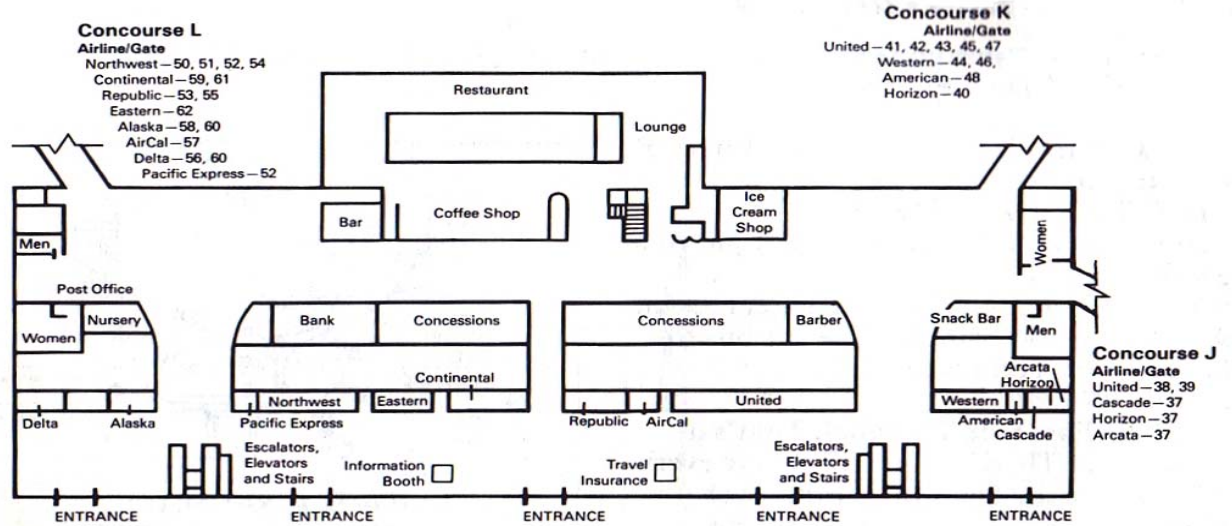 Concourse L
Airline/Gate
Northwest—50, 51, 52, 54
Continental—59, 61
Republic—53, 55
Eastern—62
Alaska—58, 60
AirCal—57
Delta—56, 60
Pacific Express—52
Concourse K
Airline/Gate
United—41, 42, 43, 45, 47
Western—44, 46,
American—48
Horizon—40
Restaurant
Lounge
Bar
Coffee Shop
Ice
Cream
Shop
Men
Women
Post Office
Women
Nursery
Bank
Concessions
Concessions
Barber
Snack Bar
Men
Continental
Arcata
Horizon
Northwest
Eastern
United
Western
Delta
Alaska
Pacific Express
Republic
AirCal
American
Cascade
Concourse J
Airline/Gate
United—38, 39
Cascade—37
Horizon—37
Arcata—37
Escalators,
Elevators
and Stairs
Information
Booth
Travel
Insurance
Escalators,
Elevators
and Stairs
ENTRANCE
ENTRANCE
ENTRANCE
ENTRANCE
ENTRANCE